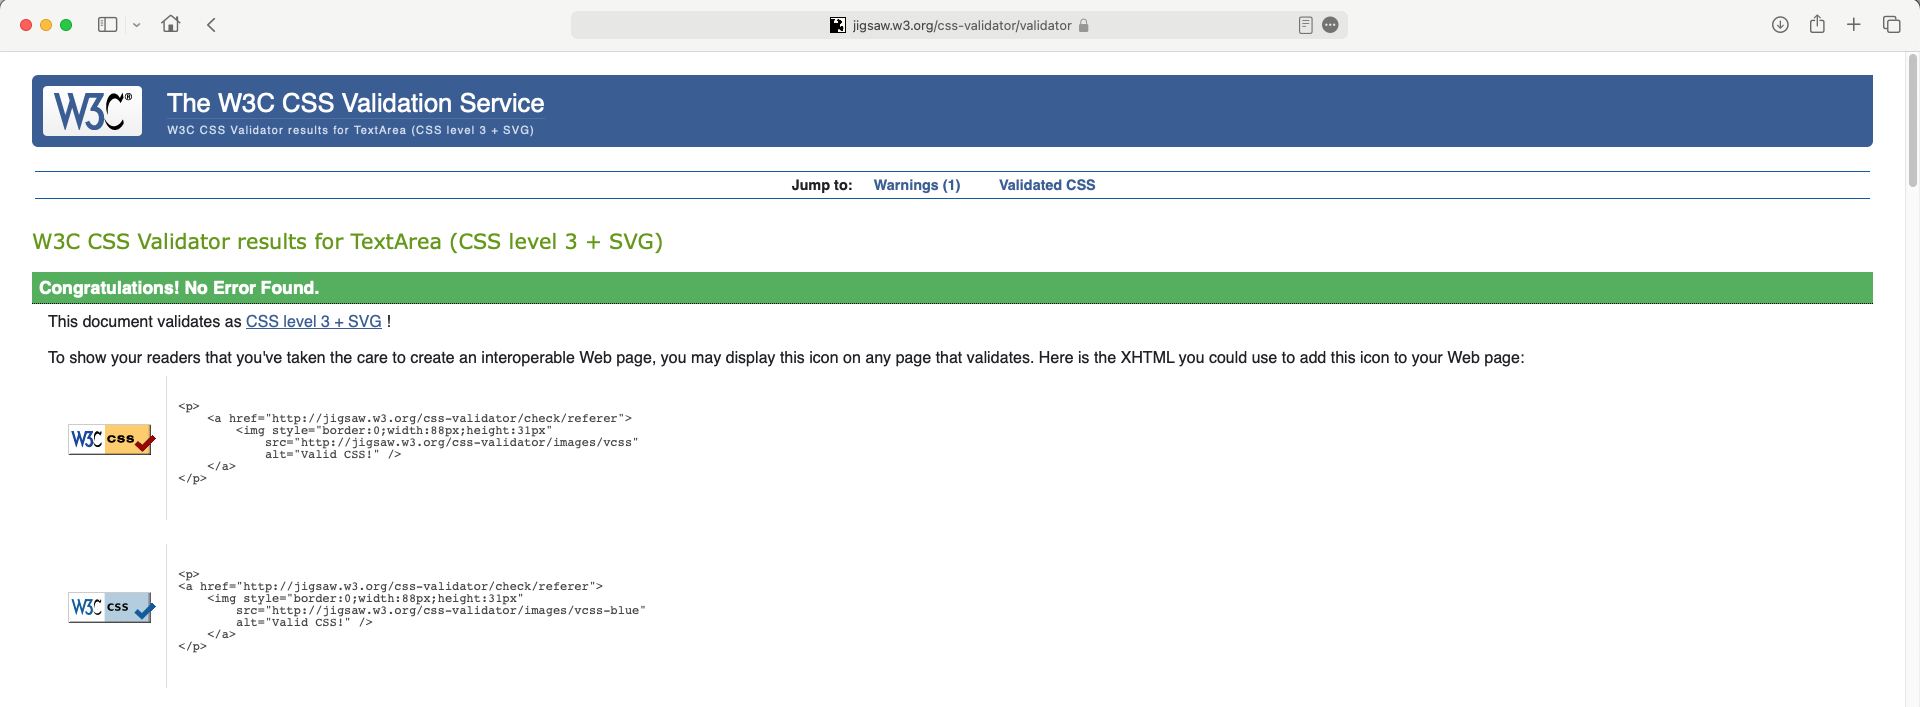 jigsaw.w3.org/css-validator/validator
W3C®
The W3C CSS Validation Service
W3C CSS Validator results for TextArea (CSS level 3 + SVG)
Jump to: Warnings (1) Validated CSS
W3C CSS Validator results for TextArea (CSS level 3 + SVG)
Congratulations! No Error Found.
This document validates as CSS level 3 + SVG !
To show your readers that you've taken the care to create an interoperable Web page, you may display this icon on any page that validates. Here is the XHTML you could use to add this icon to your Web page:
W3C css
<p>
    <a href="http://jigsaw.w3.org/css-validator/check/referer">
        <img style="border:0;width:88px;height:31px"
            src="http://jigsaw.w3.org/css-validator/images/vcss"
            alt="Valid CSS!" />
    </a>
</p>
W3C css
<p>
<a href="http://jigsaw.w3.org/css-validator/check/referer">
    <img style="border:0;width:88px;height:31px"
        src="http://jigsaw.w3.org/css-validator/images/vcss-blue"
        alt="Valid CSS!" />
    </a>
</p>